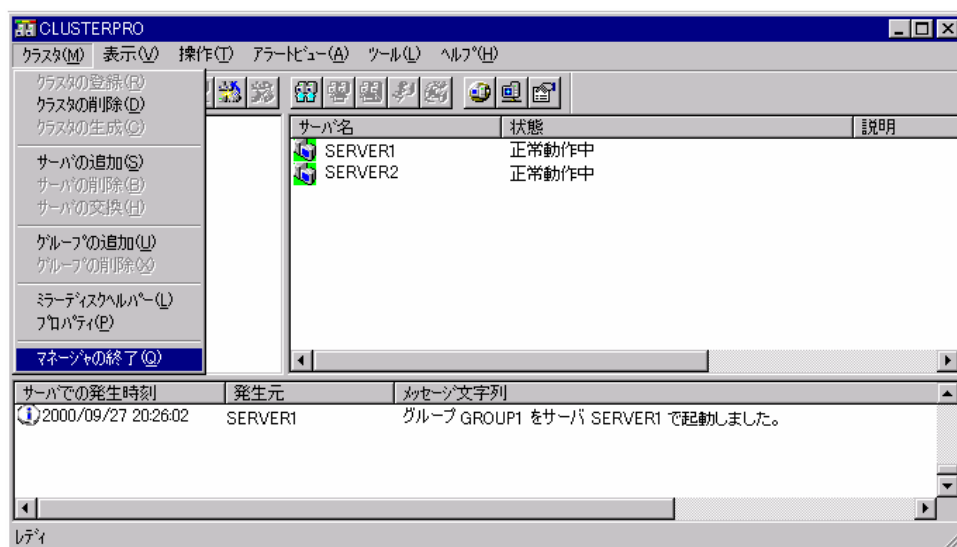 CLUSTERPRO
クラスタ(M) 表示(V) 操作(T) アラートビュー(A) ツール(L) ヘルプ(H)
クラスタの登録(R)
クラスタの削除(D)
クラスタの生成(C)
サーバの追加(S)
サーバの削除(B)
サーバの交換(H)
グループの追加(U)
グループの削除(X)
ミラーディスクヘルパー(L)
プロパティ(P)
マネージャの終了(Q)
サーバ名 状態 説明
SERVER1 正常動作中
SERVER2 正常動作中
サーバでの発生時刻 発生元 メッセージ文字列
2000/09/27 20:26:02 SERVER1 グループ GROUP1 をサーバ SERVER1 で起動しました。
レディ